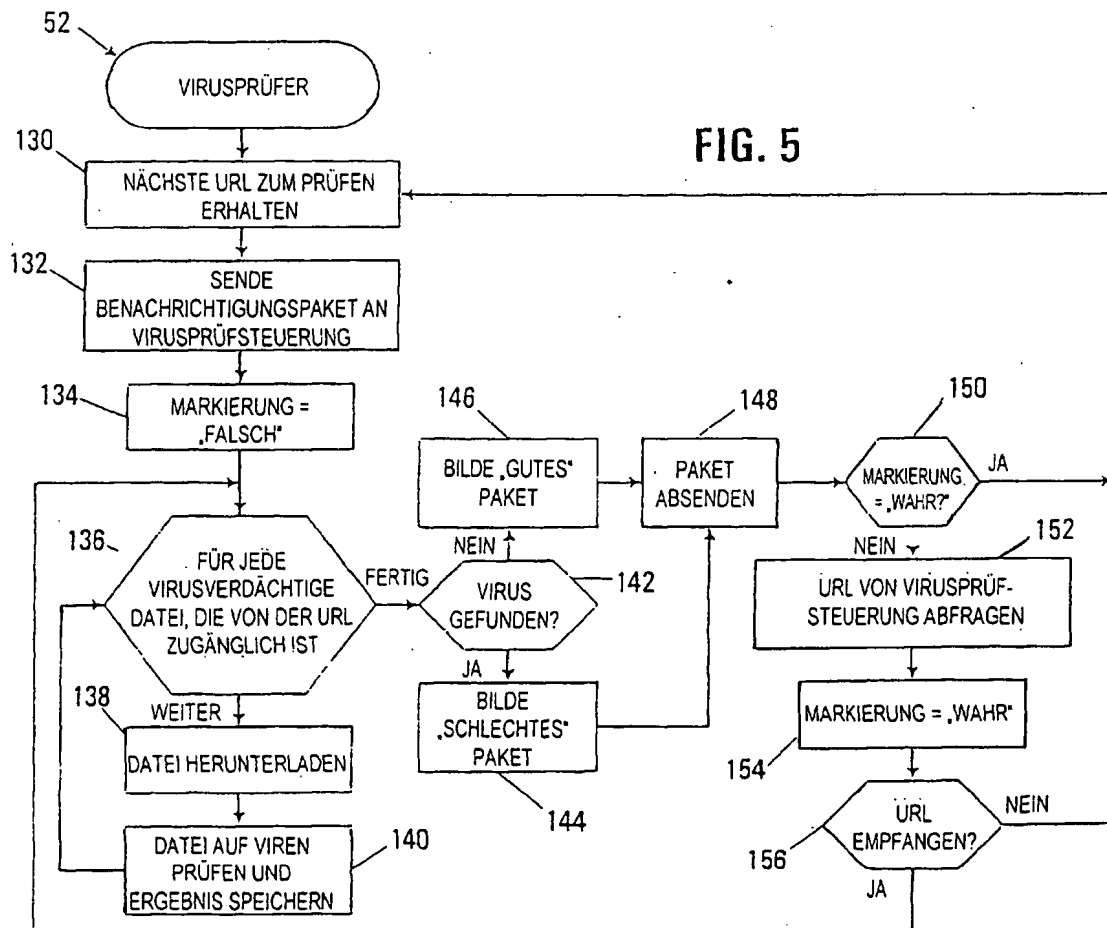 52
VIRUSPRÜFER
FIG. 5
130
NÄCHSTE URL ZUM PRÜFEN
ERHALTEN
132
SENDE
BENACHRICHTIGUNGSPAKET AN
VIRUSPRÜFSTEUERUNG
134
MARKIERUNG =
„FALSCH"
136
FÜR JEDE
VIRUSVERDÄCHTIGE
DATEI, DIE VON DER URL
ZUGÄNGLICH IST
FERTIG
WEITER
138
DATEI HERUNTERLADEN
DATEI AUF VIREN
PRÜFEN UND
ERGEBNIS SPEICHERN
140
142
VIRUS
GEFUNDEN?
NEIN
JA
146
BILDE „GUTES"
PAKET
BILDE
„SCHLECHTES"
PAKET
144
148
PAKET
ABSENDEN
150
MARKIERUNG
= „WAHR?"
JA
NEIN
152
URL VON VIRUSPRÜF-
STEUERUNG ABFRAGEN
MARKIERUNG = „WAHR"
154
156
URL
EMPFANGEN?
NEIN
JA